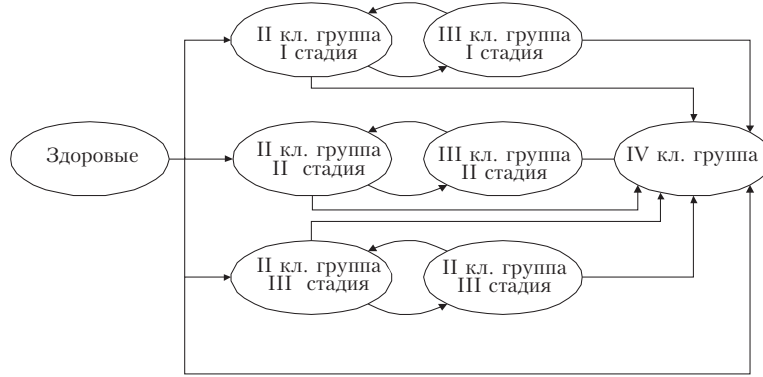 II кл. группа
I стадия
III кл. группа
I стадия
Здоровые
II кл. группа
II стадия
III кл. группа
II стадия
IV кл. группа
II кл. группа
III стадия
II кл. группа
III стадия